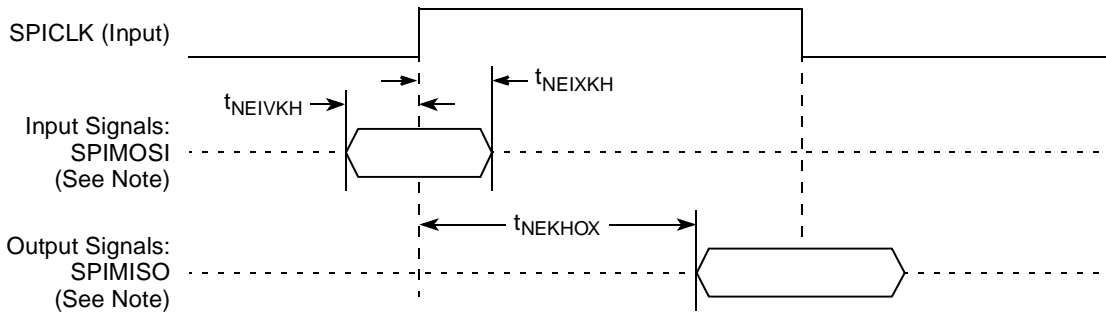 SPICLK (Input)
tNEIXKH
tNEIVKH
Input Signals:
SPIMOSI
(See Note)
tNEKHOX
Output Signals:
SPIMISO
(See Note)